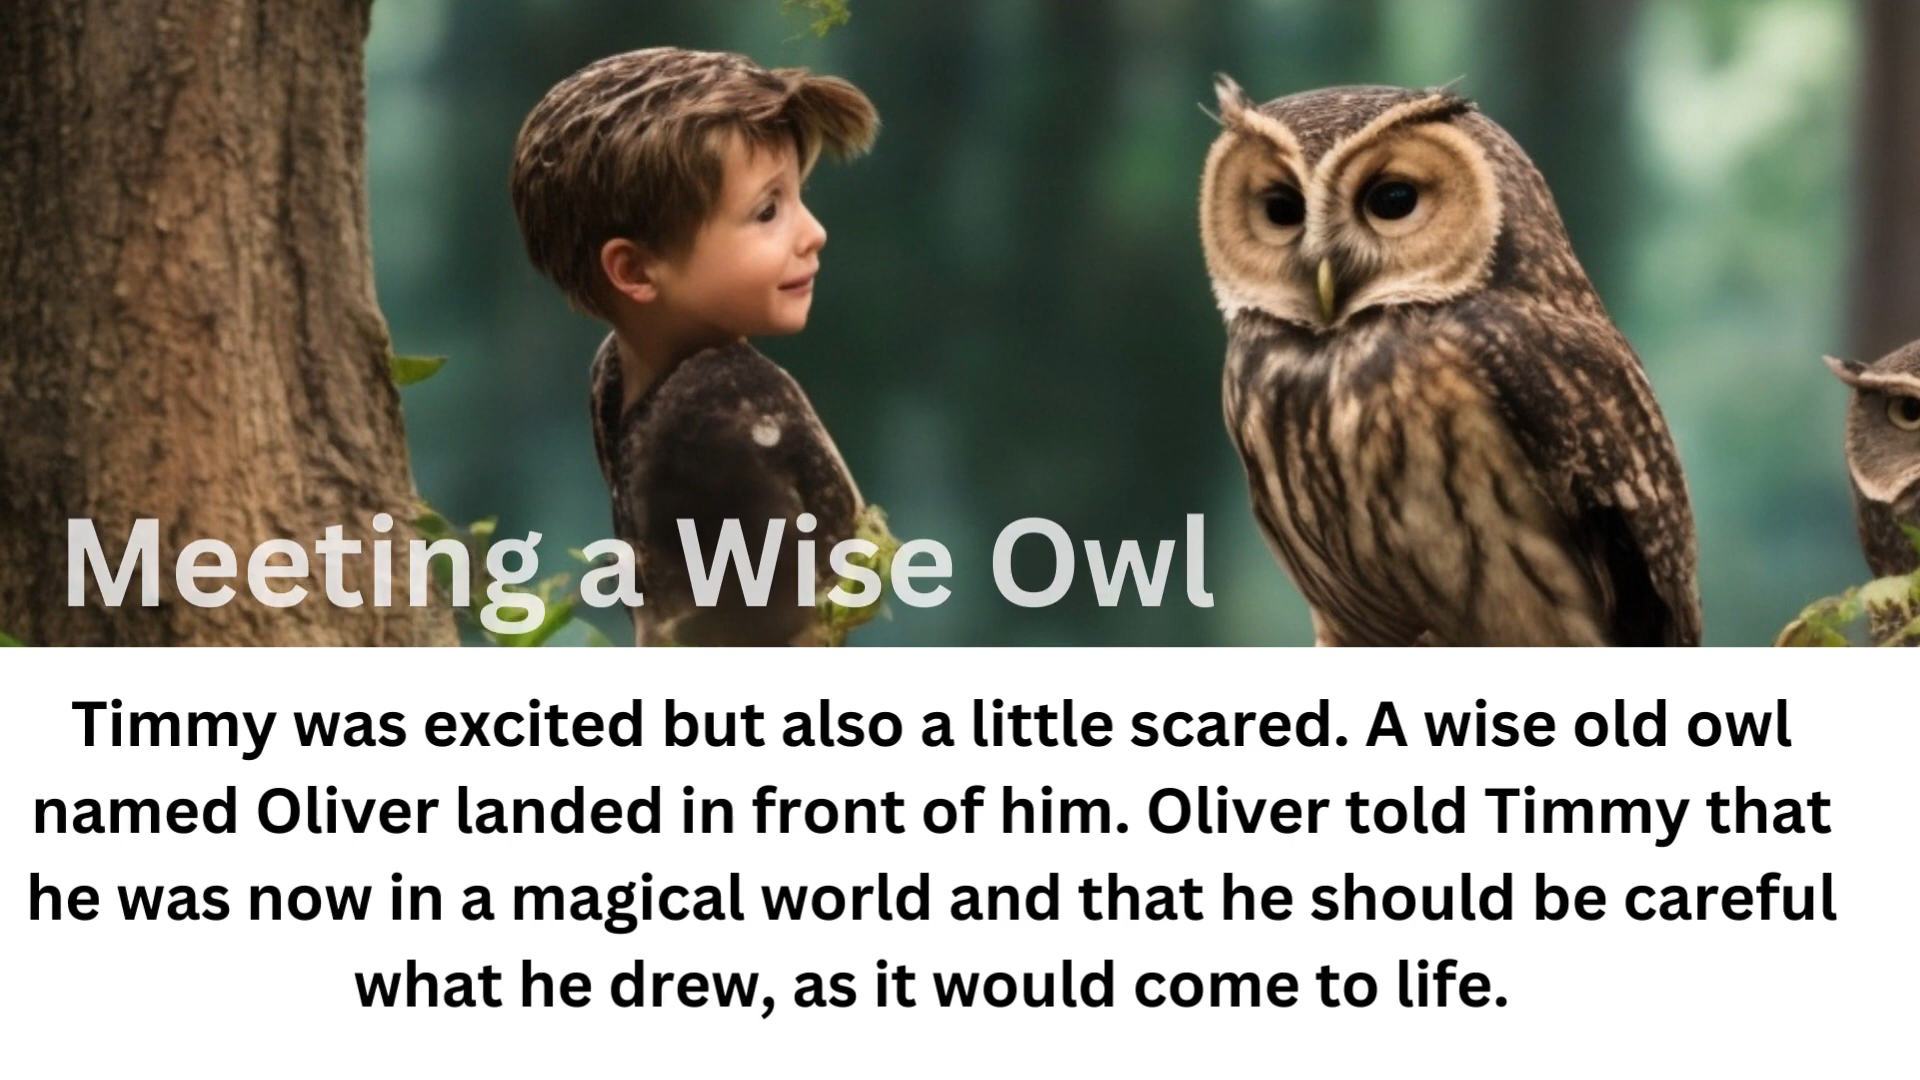 Meeting a Wise Owl
Timmy was excited but also a little scared. A wise old owl
named Oliver landed in front of him. Oliver told Timmy that
he was now in a magical world and that he should be careful
what he drew, as it would come to life.